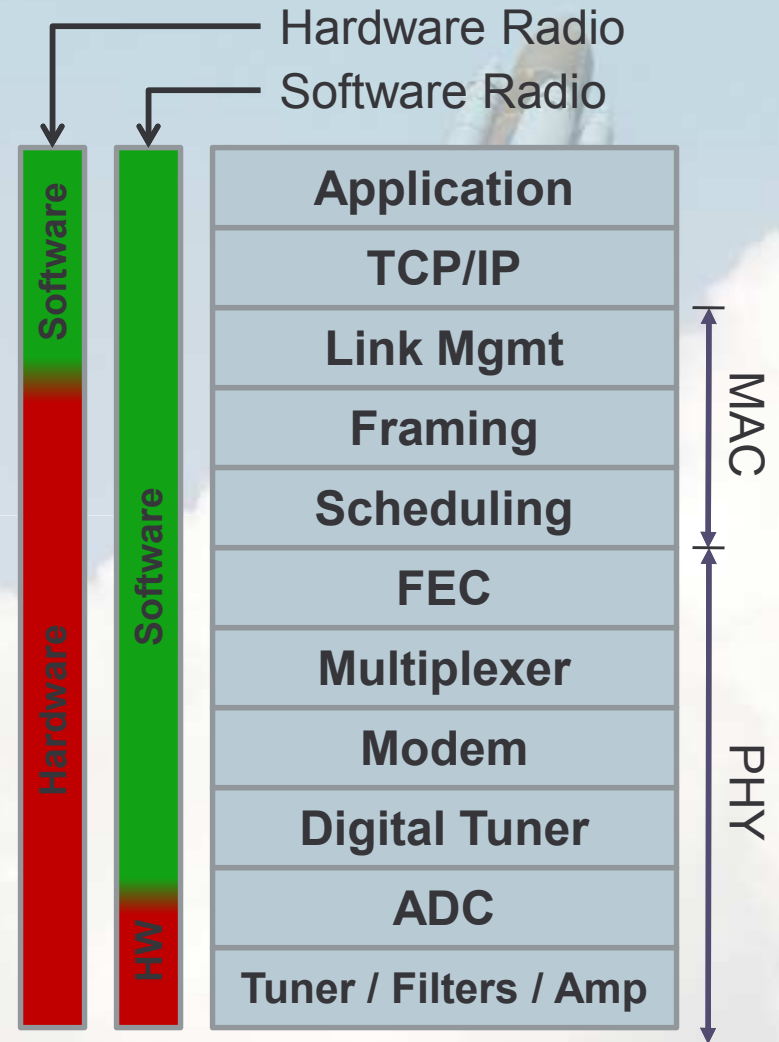 Hardware Radio
Software Radio
Software
Hardware
Software
HW
Application
TCP/IP
Link Mgmt
Framing
Scheduling
FEC
Multiplexer
Modem
Digital Tuner
ADC
Tuner / Filters / Amp
MAC
PHY